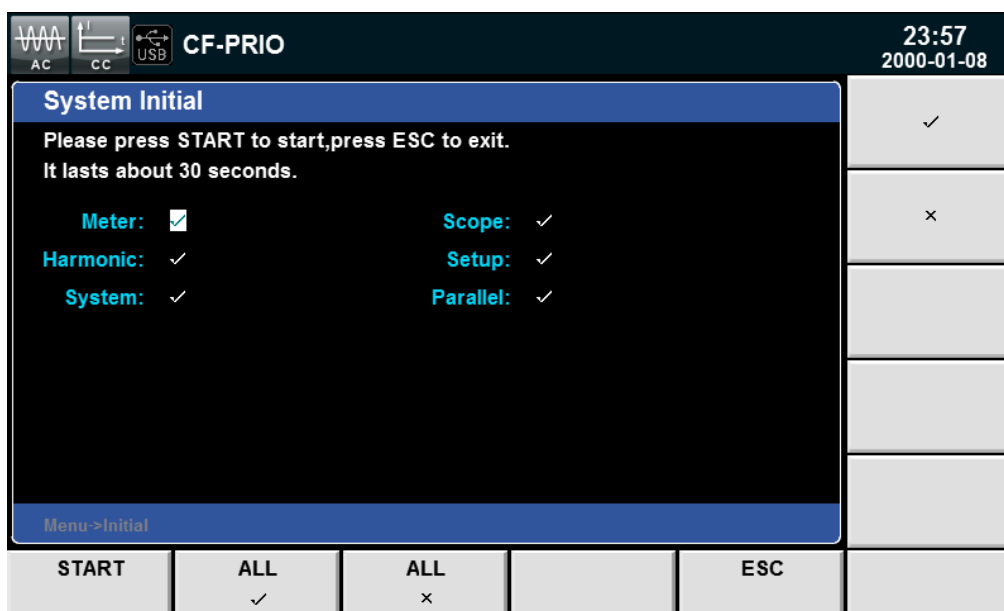 AC CC USB CF-PRIO
23:57
2000-01-08
System Initial
Please press START to start,press ESC to exit.
It lasts about 30 seconds.
Meter: ✓ Scope: ✓
Harmonic: ✓ Setup: ✓
System: ✓ Parallel: ✓
Menu->Initial
✓
×
START ALL ✓ ALL × ESC